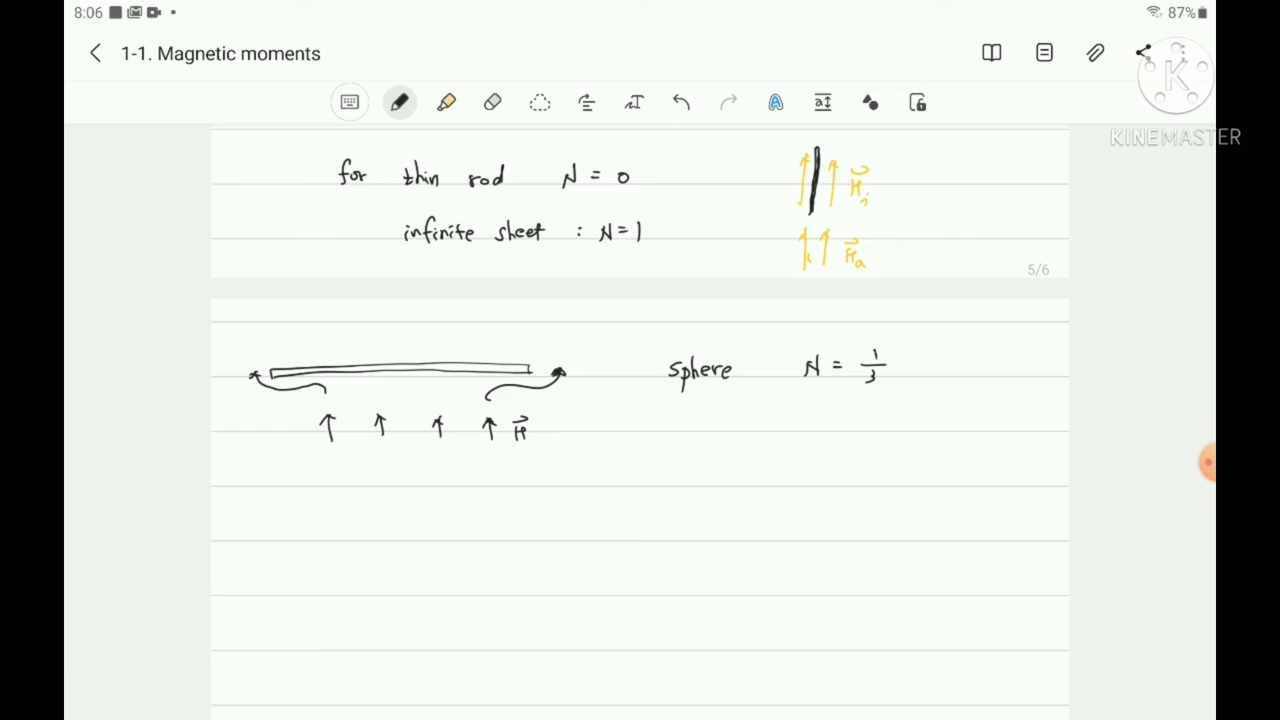 8:06
87%
1-1. Magnetic moments
KINEMASTER
for thin rod N = 0
H⃗i
infinite sheet : N = 1
H⃗a
5/6
sphere N = 1/3
H⃗